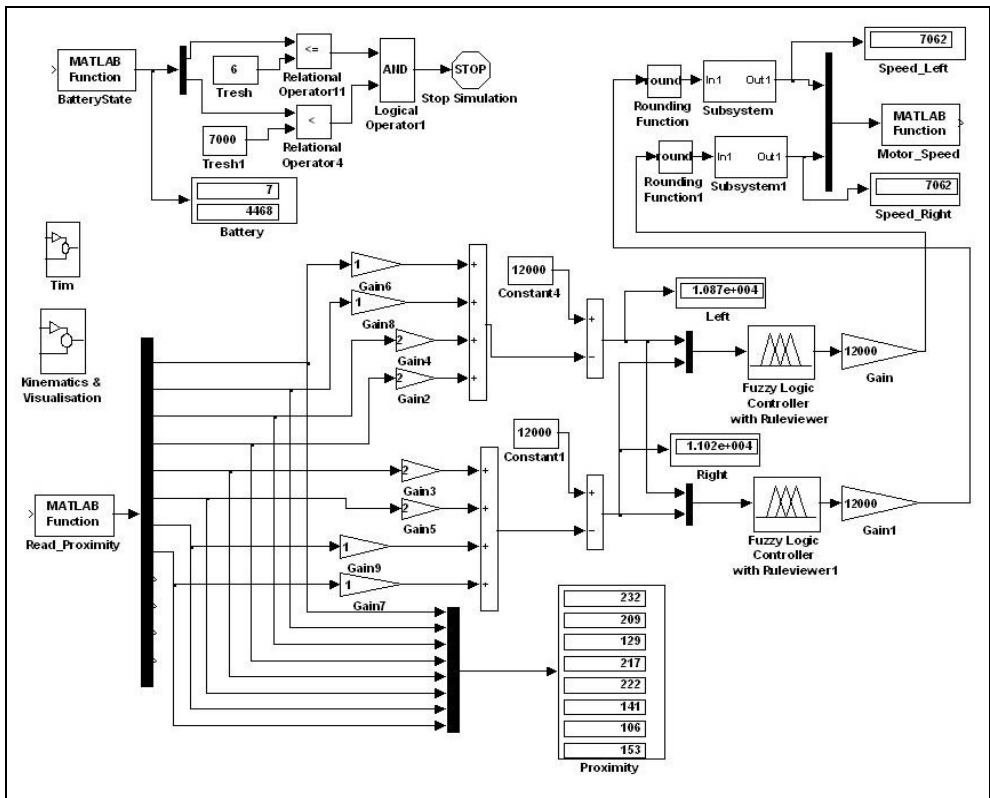 MATLAB
Function
BatteryState
6
Tresh
<=
Relational
Operator11
AND
Logical
Operator1
STOP
Stop Simulation
7000
Tresh1
<
Relational
Operator4
7
4468
Battery
round
Rounding
Function
In1 Out1
Subsystem
7062
Speed_Left
MATLAB
Function
Motor_Speed
round
Rounding
Function1
In1 Out1
Subsystem1
7062
Speed_Right
Tim
Kinematics &
Visualisation
MATLAB
Function
Read_Proximity
1
Gain6
1
Gain8
2
Gain4
2
Gain2
+
+
+
+
12000
Constant4
+
−
1.087e+004
Left
Fuzzy Logic
Controller
with Ruleviewer
12000
Gain
2
Gain3
2
Gain5
1
Gain9
1
Gain7
+
+
+
+
12000
Constant1
+
−
1.102e+004
Right
Fuzzy Logic
Controller
with Ruleviewer1
12000
Gain1
232
209
129
217
222
141
106
153
Proximity